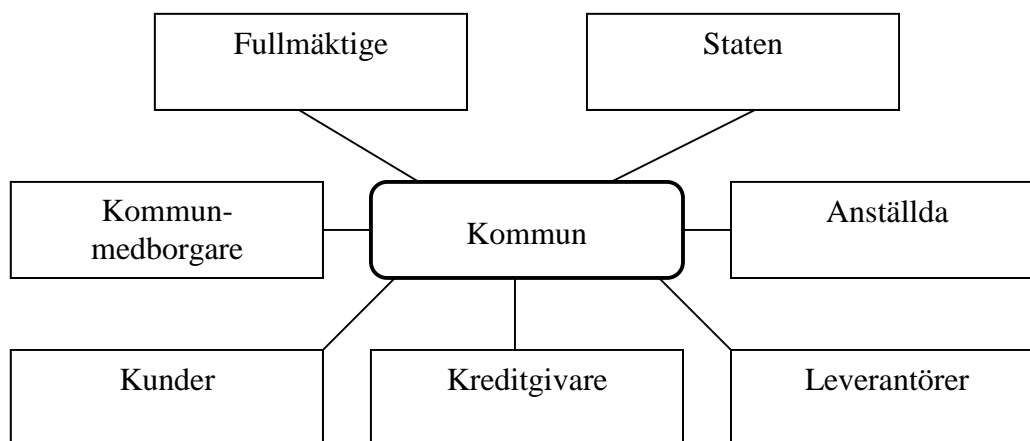 Fullmäktige
Staten
Kommun-
medborgare
Kommun
Anställda
Kunder
Kreditgivare
Leverantörer